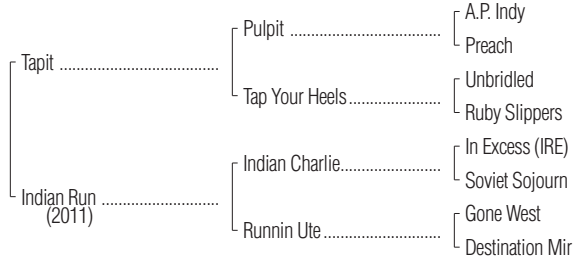 A.P. Indy
Pulpit ..............................
Preach
Tapit ..................................................
Unbridled
Tap Your Heels .............................
Ruby Slippers
In Excess (IRE)
Indian Charlie..............................
Soviet Sojourn
Indian Run .....................................
(2011)
Gone West
Runnin Ute ...................................
Destination Mir